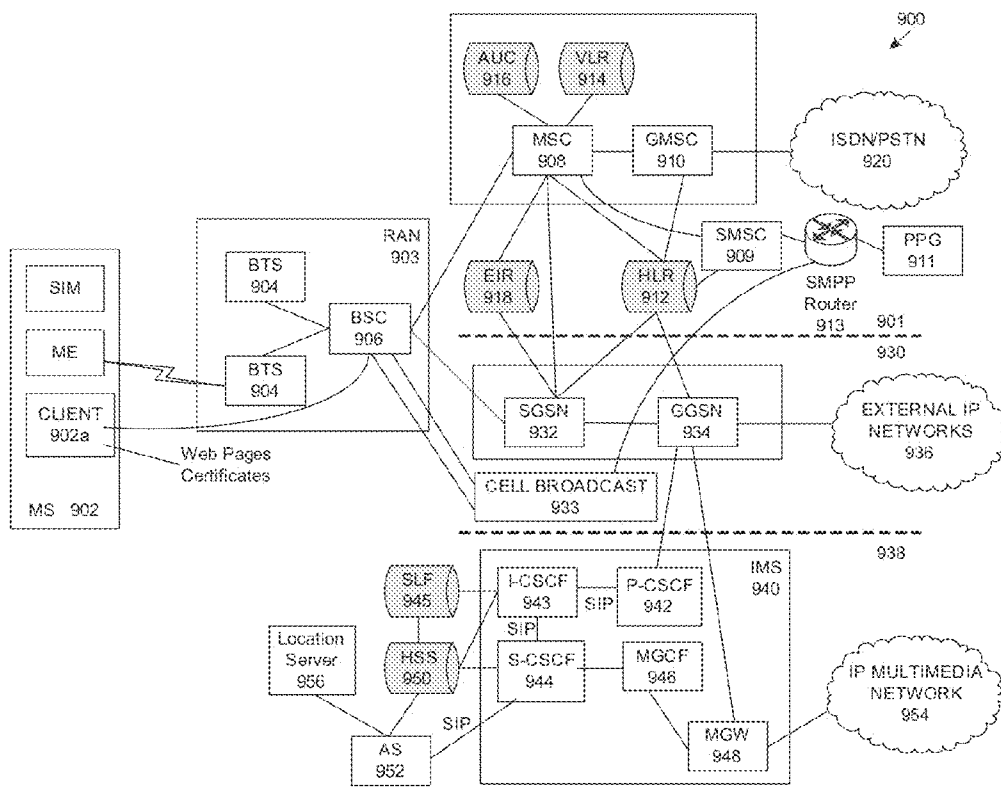 900
AUC
916
VLR
914
MSC
908
GMSC
910
ISDN/PSTN
920
RAN
903
SMSC
909
PPG
911
SIM
BTS
904
EIR
918
HLR
912
SMPP
Router
913
901
BSC
906
930
ME
BTS
904
SGSN
932
GGSN
934
EXTERNAL IP
NETWORKS
936
CLIENT
902a
Web Pages
Certificates
CELL BROADCAST
933
MS 902
938
IMS
940
SLF
945
I-CSCF
943
SIP
P-CSCF
942
SIP
Location
Server
956
HSS
950
S-CSCF
944
MGCF
946
IP MULTIMEDIA
NETWORK
954
SIP
AS
952
MGW
948